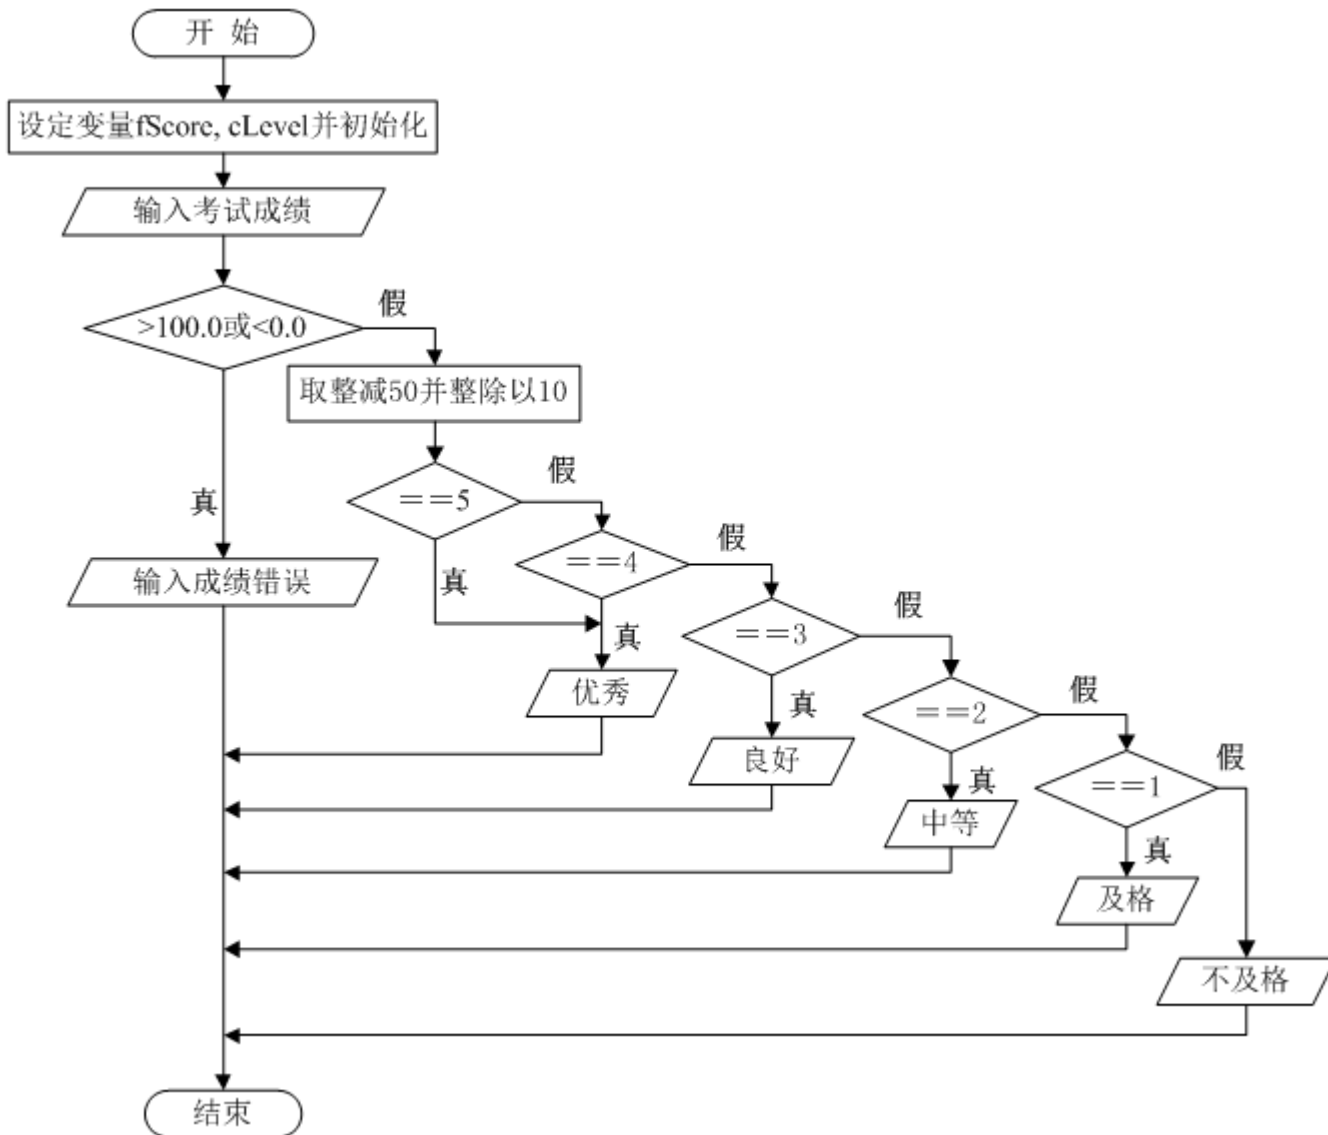 开 始
设定变量fScore, cLevel并初始化
输入考试成绩
>100.0或<0.0
假
取整减50并整除以10
真
==5
假
真
==4
假
真
==3
假
真
==2
假
真
==1
假
真
输入成绩错误
优秀
良好
中等
及格
不及格
结束